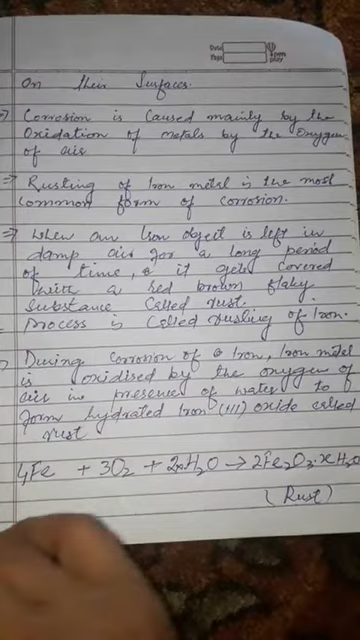 Date
Page
on their Surfaces.
⇒ Corrosion is Caused mainly by the
Oxidation of metals by the Oxygen
of air
⇒ Rusting of Iron metal is the most
common form of corrosion.
⇒ When an Iron object is left in
damp air for a long period
of time, it gets covered
with a red brown flaky
Substance Called rust.
Process is Called rusting of Iron.
During corrosion of Iron, Iron metal
is oxidised by the oxygen of
air in presence of water to
form hydrated Iron (III) oxide called
rust
4Fe + 3O₂ + 2xH₂O → 2Fe₂O₃·xH₂O
(Rust)